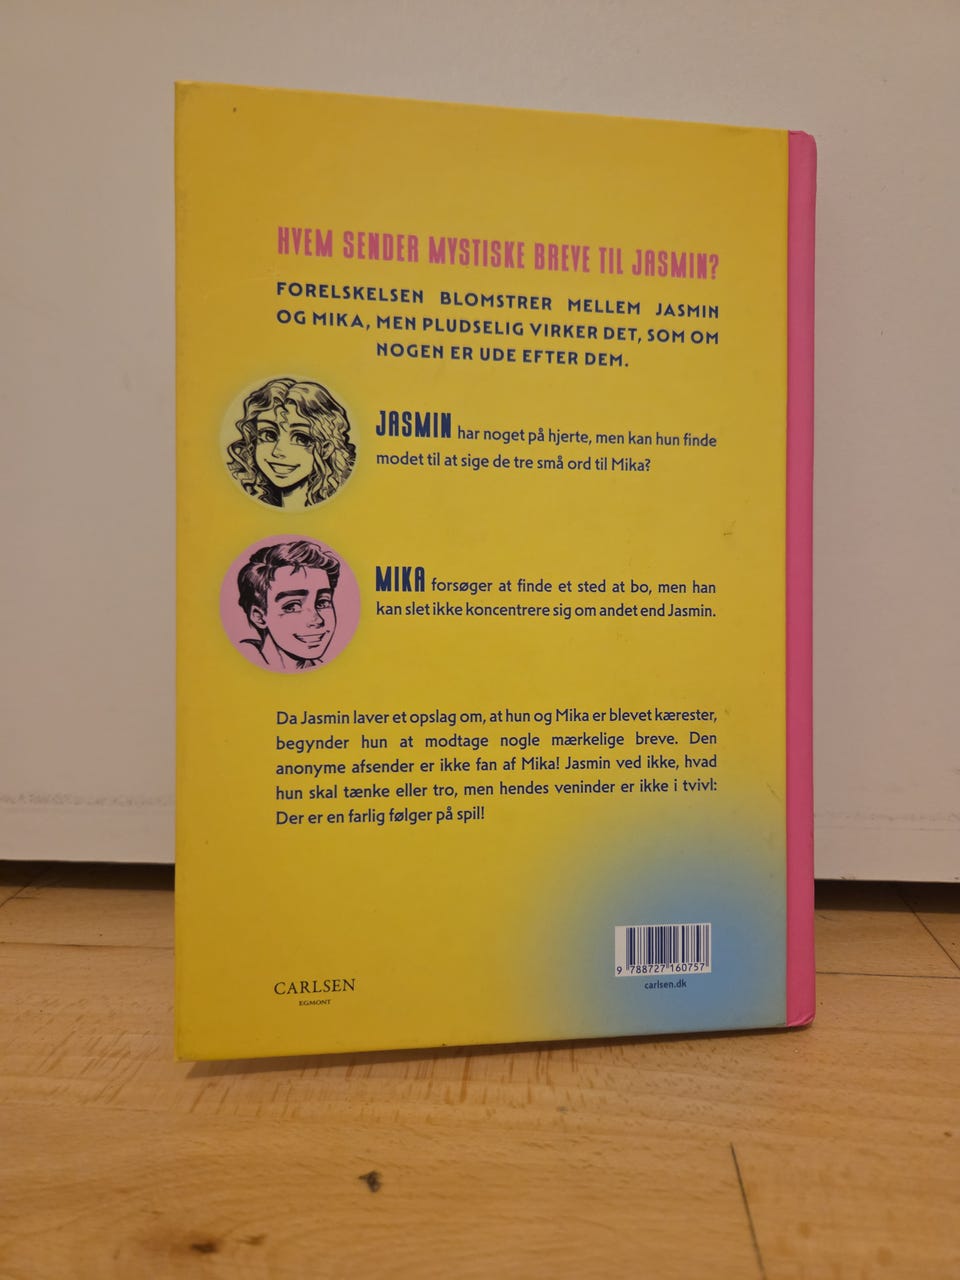 HVEM SENDER MYSTISKE BREVE TIL JASMIN?
FORELSKELSEN BLOMSTRER MELLEM JASMIN
OG MIKA, MEN PLUDSELIG VIRKER DET, SOM OM
NOGEN ER UDE EFTER DEM.
JASMIN har noget på hjerte, men kan hun finde
modet til at sige de tre små ord til Mika?
MIKA forsøger at finde et sted at bo, men han
kan slet ikke koncentrere sig om andet end Jasmin.
Da Jasmin laver et opslag om, at hun og Mika er blevet kærester,
begynder hun at modtage nogle mærkelige breve. Den
anonyme afsender er ikke fan af Mika! Jasmin ved ikke, hvad
hun skal tænke eller tro, men hendes veninder er ikke i tvivl:
Der er en farlig følger på spil!
9 788727 160757
carlsen.dk
CARLSEN
EGMONT